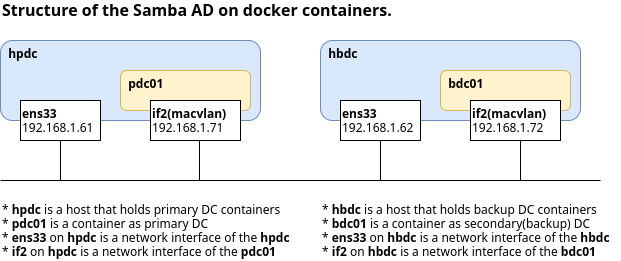 Structure of the Samba AD on docker containers.
hpdc
pdc01
ens33
192.168.1.61
if2(macvlan)
192.168.1.71
hbdc
bdc01
ens33
192.168.1.62
if2(macvlan)
192.168.1.72
* hpdc is a host that holds primary DC containers
* pdc01 is a container as primary DC
* ens33 on hpdc is a network interface of the hpdc
* if2 on hpdc is a network interface of the pdc01
* hbdc is a host that holds backup DC containers
* bdc01 is a container as secondary(backup) DC
* ens33 on hbdc is a network interface of the hbdc
* if2 on hbdc is a network interface of the bdc01